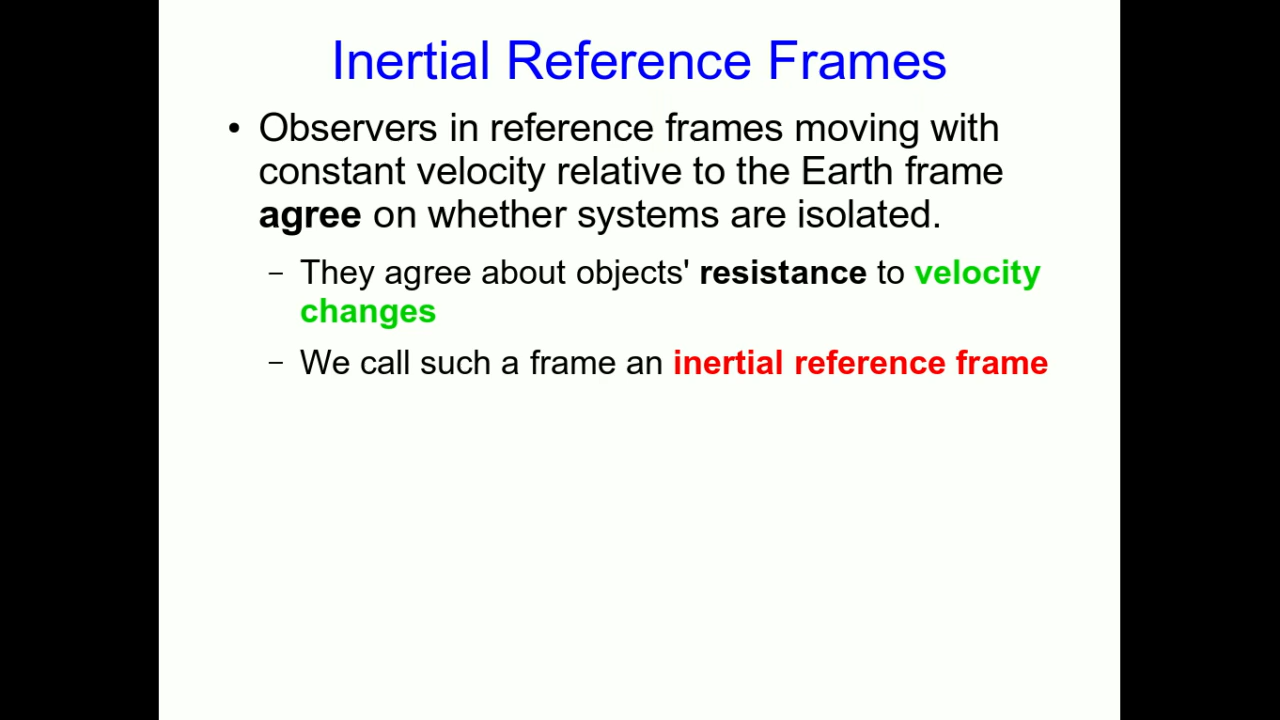 Inertial Reference Frames
• Observers in reference frames moving with
constant velocity relative to the Earth frame
agree on whether systems are isolated.
– They agree about objects' resistance to velocity
changes
– We call such a frame an inertial reference frame